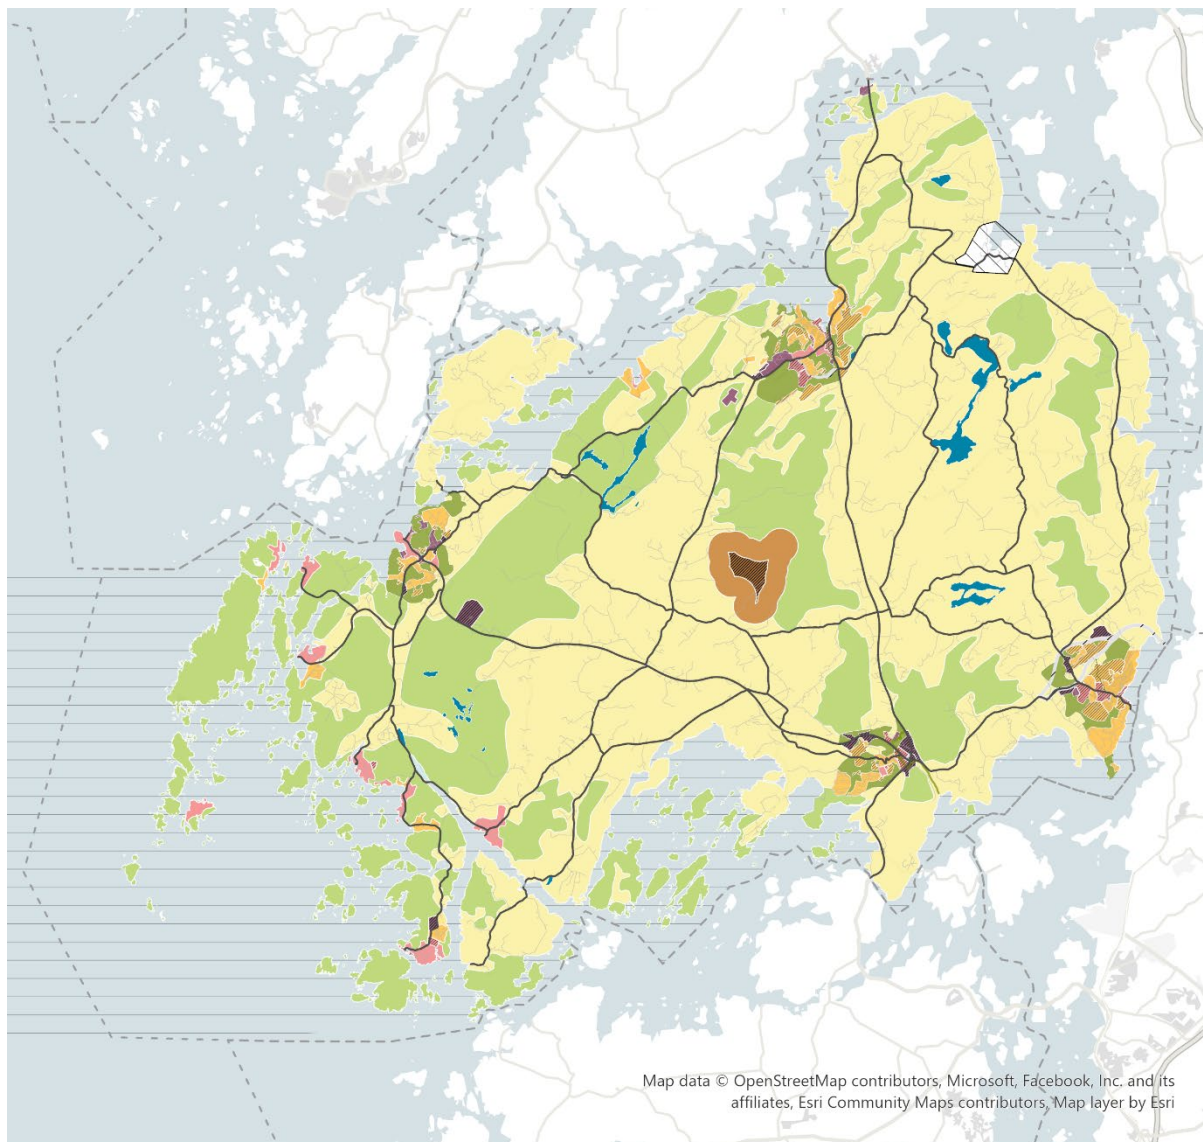 Map data © OpenStreetMap contributors, Microsoft, Facebook, Inc. and its
affiliates, Esri Community Maps contributors, Map layer by Esri